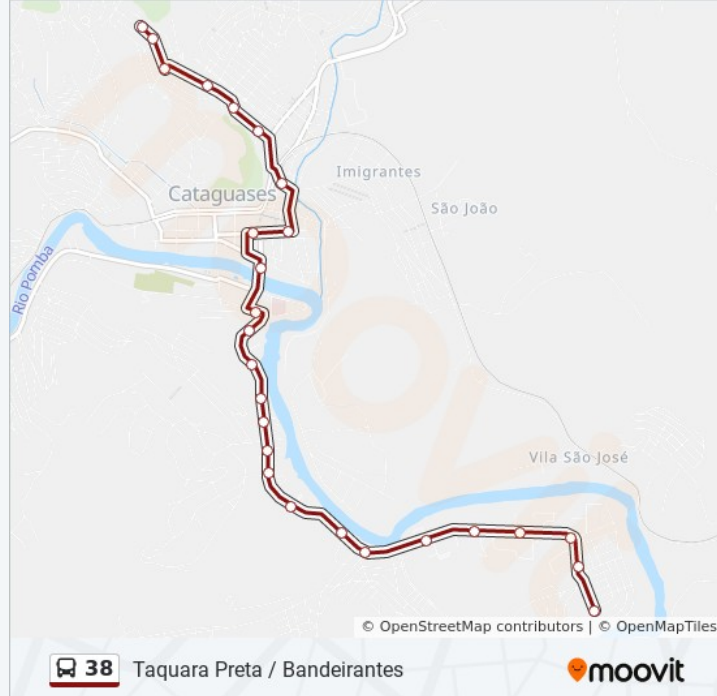 Imigrantes
Cataguases
São João
Rio Pomba
Vila São José
© OpenStreetMap contributors | © OpenMapTiles
38 Taquara Preta / Bandeirantes
moovit